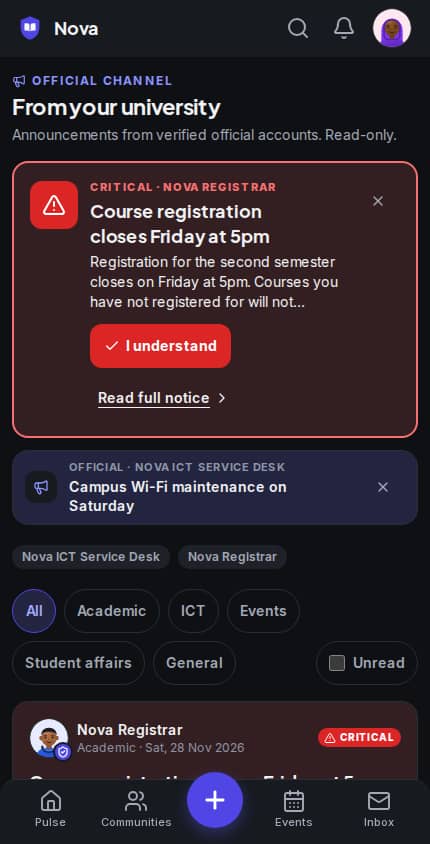 Nova
OFFICIAL CHANNEL
From your university
Announcements from verified official accounts. Read-only.
CRITICAL · NOVA REGISTRAR
Course registration
closes Friday at 5pm
Registration for the second semester
closes on Friday at 5pm. Courses you
have not registered for will not...
I understand
Read full notice
OFFICIAL · NOVA ICT SERVICE DESK
Campus Wi-Fi maintenance on
Saturday
Nova ICT Service Desk
Nova Registrar
All
Academic
ICT
Events
Student affairs
General
Unread
Nova Registrar
Academic · Sat, 28 Nov 2026
CRITICAL
Pulse
Communities
Events
Inbox